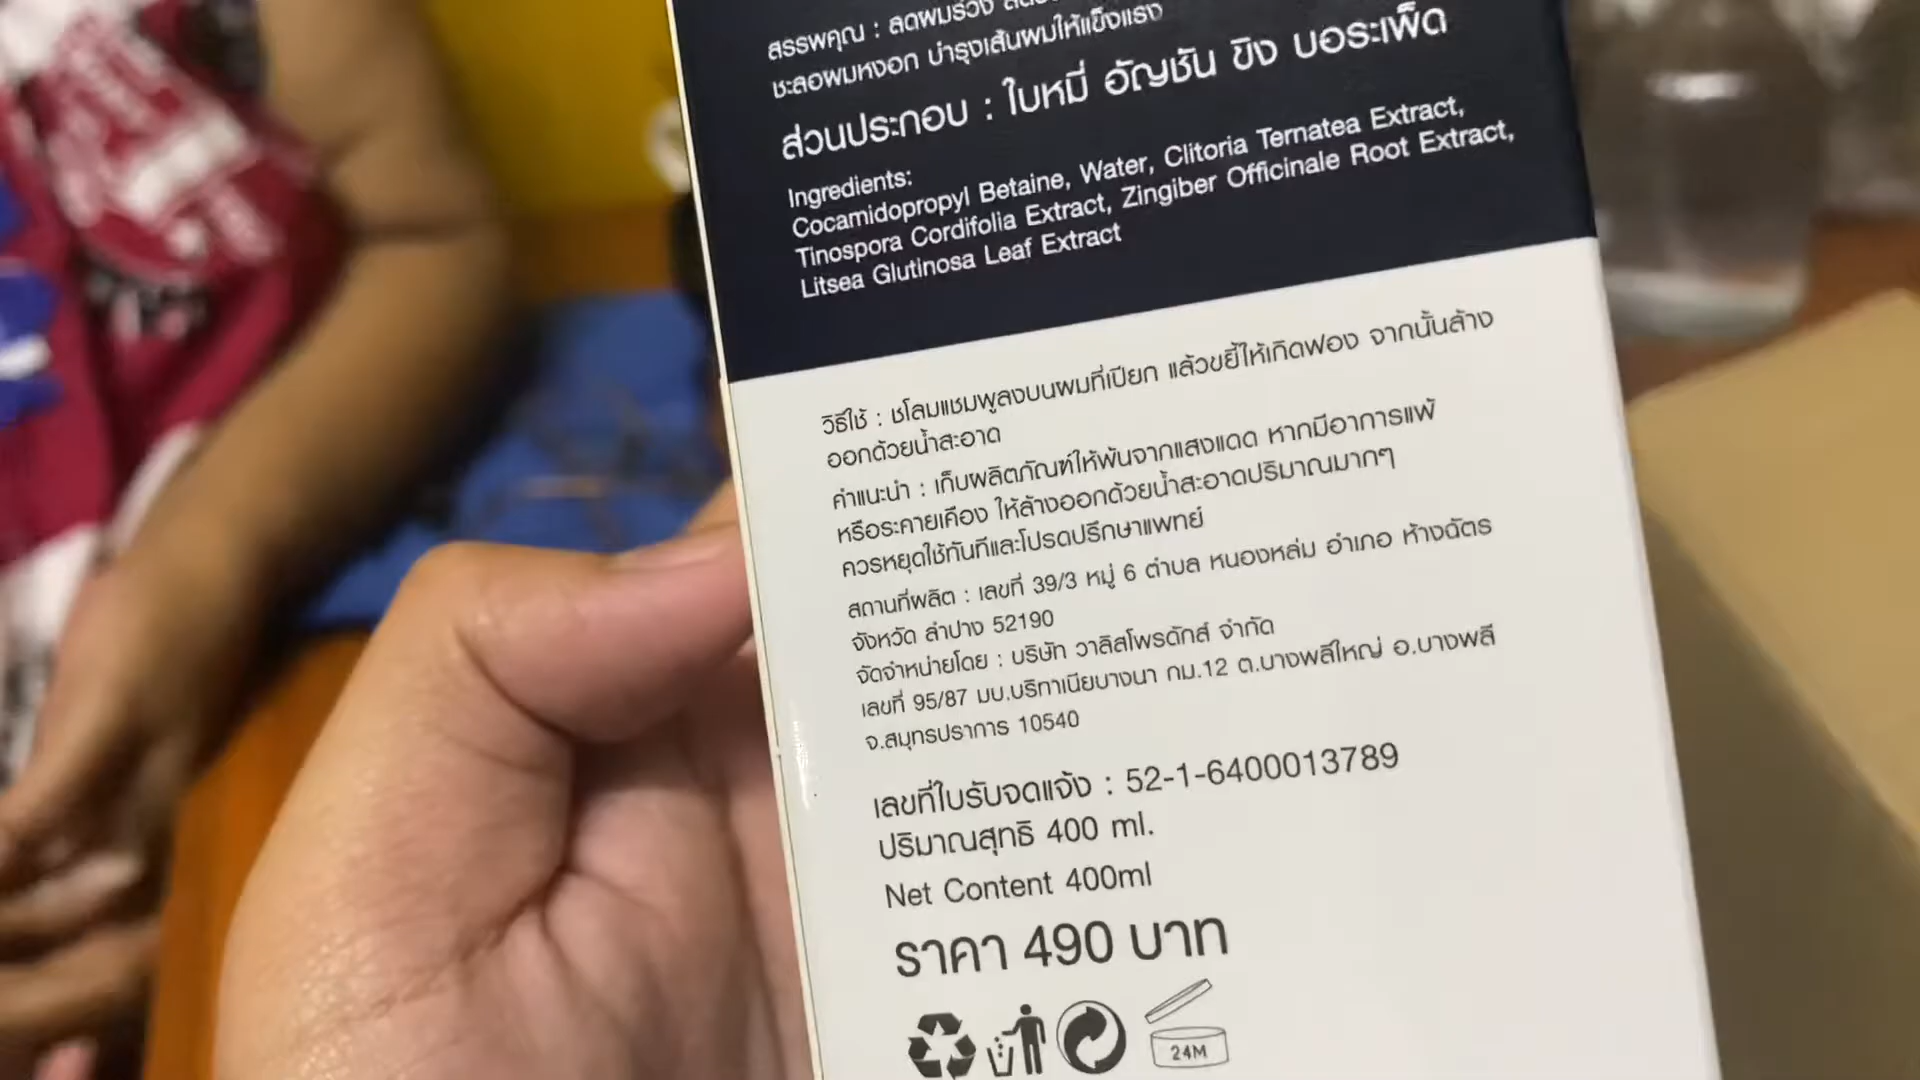 สรรพคุณ : ลดผมร่วง
ชะลอผมหงอก บำรุงเส้นผมให้แข็งแรง
ส่วนประกอบ : ใบหมี่ อัญชัน ขิง บอระเพ็ด
Ingredients:
Cocamidopropyl Betaine, Water, Clitoria Ternatea Extract,
Tinospora Cordifolia Extract, Zingiber Officinale Root Extract,
Litsea Glutinosa Leaf Extract
วิธีใช้ : ชโลมแชมพูลงบนผมที่เปียก แล้วขยี้ให้เกิดฟอง จากนั้นล้าง
ออกด้วยน้ำสะอาด
คำแนะนำ : เก็บผลิตภัณฑ์ให้พ้นจากแสงแดด หากมีอาการแพ้
หรือระคายเคือง ให้ล้างออกด้วยน้ำสะอาดปริมาณมากๆ
ควรหยุดใช้ทันทีและโปรดปรึกษาแพทย์
สถานที่ผลิต : เลขที่ 39/3 หมู่ 6 ตำบล หนองหล่ม อำเภอ ห้างฉัตร
จังหวัด ลำปาง 52190
จัดจำหน่ายโดย : บริษัท วาลิสโพรดักส์ จำกัด
เลขที่ 95/87 มบ.บริทาเนียบางนา กม.12 ต.บางพลีใหญ่ อ.บางพลี
จ.สมุทรปราการ 10540
เลขที่ใบรับจดแจ้ง : 52-1-6400013789
ปริมาณสุทธิ 400 ml.
Net Content 400ml
ราคา 490 บาท
24M